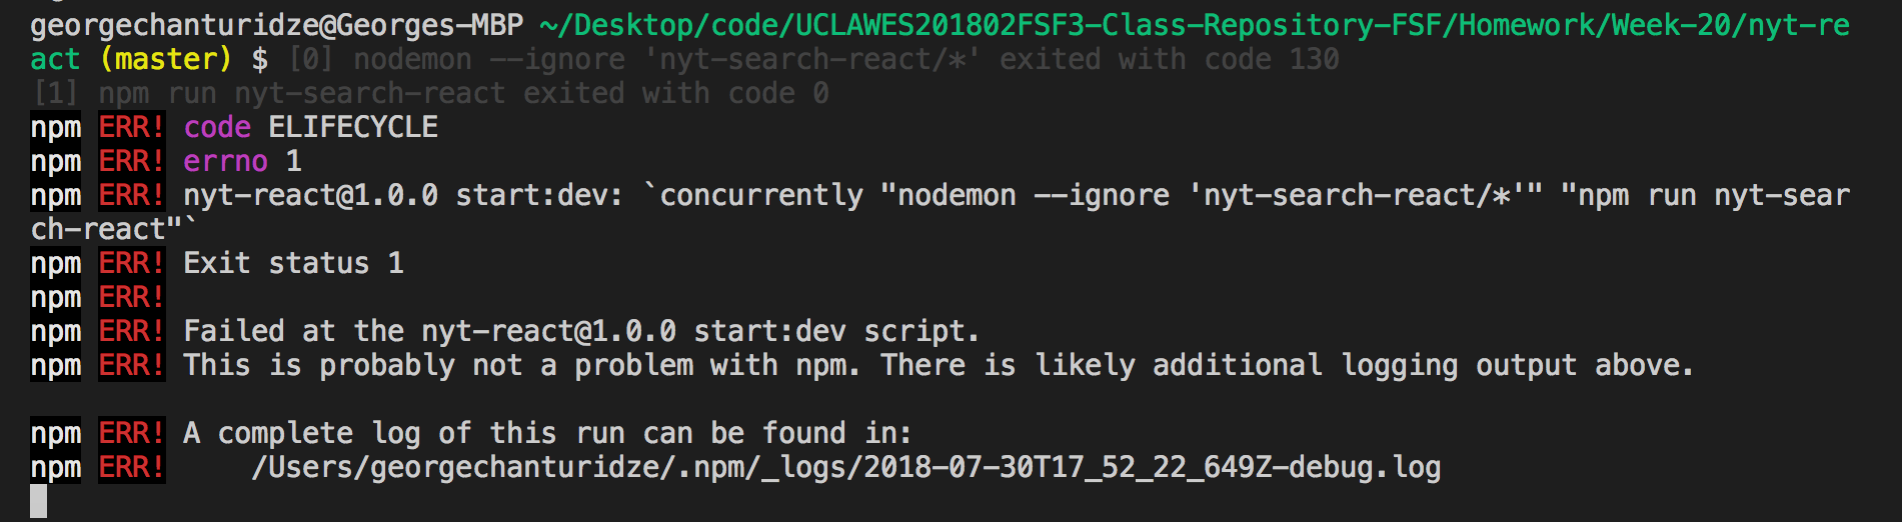 georgechanturidze@Georges-MBP ~/Desktop/code/UCLAWES201802FSF3-Class-Repository-FSF/Homework/Week-20/nyt-re
act (master) $ [0] nodemon --ignore 'nyt-search-react/*' exited with code 130
[1] npm run nyt-search-react exited with code 0
npm ERR! code ELIFECYCLE
npm ERR! errno 1
npm ERR! nyt-react@1.0.0 start:dev: `concurrently "nodemon --ignore 'nyt-search-react/*'" "npm run nyt-sear
ch-react"`
npm ERR! Exit status 1
npm ERR!
npm ERR! Failed at the nyt-react@1.0.0 start:dev script.
npm ERR! This is probably not a problem with npm. There is likely additional logging output above.
npm ERR! A complete log of this run can be found in:
npm ERR!     /Users/georgechanturidze/.npm/_logs/2018-07-30T17_52_22_649Z-debug.log